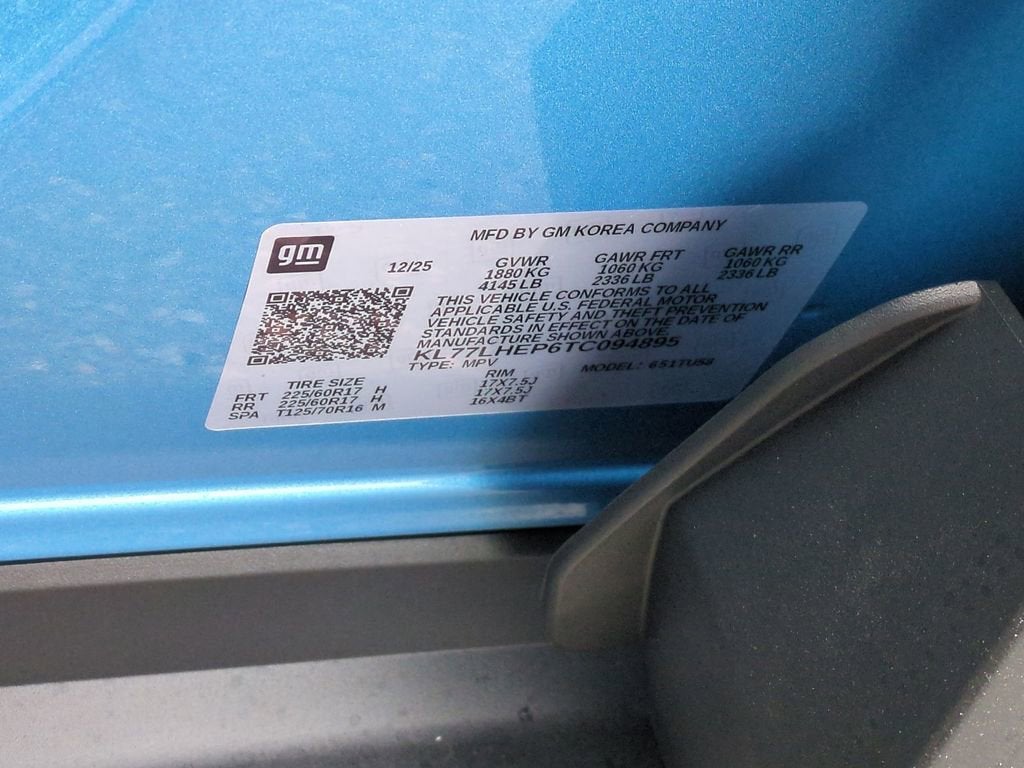 gm
MFD BY GM KOREA COMPANY
12/25 GVWR GAWR FRT GAWR RR
1880 KG 1060 KG 1060 KG
4145 LB 2336 LB 2336 LB
THIS VEHICLE CONFORMS TO ALL
APPLICABLE U.S. FEDERAL MOTOR
VEHICLE SAFETY AND THEFT PREVENTION
STANDARDS IN EFFECT ON THE DATE OF
MANUFACTURE SHOWN ABOVE.
KL77LHEP6TC094895
TYPE: MPV MODEL: 651TU58
TIRE SIZE RIM
FRT 225/60R17 H 17X7.5J
RR 225/60R17 H 17X7.5J
SPA T125/70R16 M 16X4BT